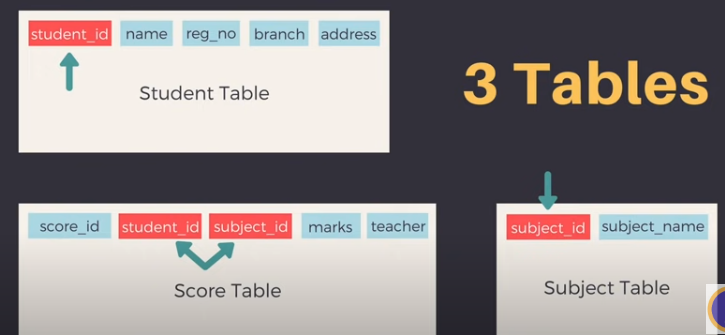 student_id name reg_no branch address
Student Table
3 Tables
score_id student_id subject_id marks teacher
Score Table
subject_id subject_name
Subject Table